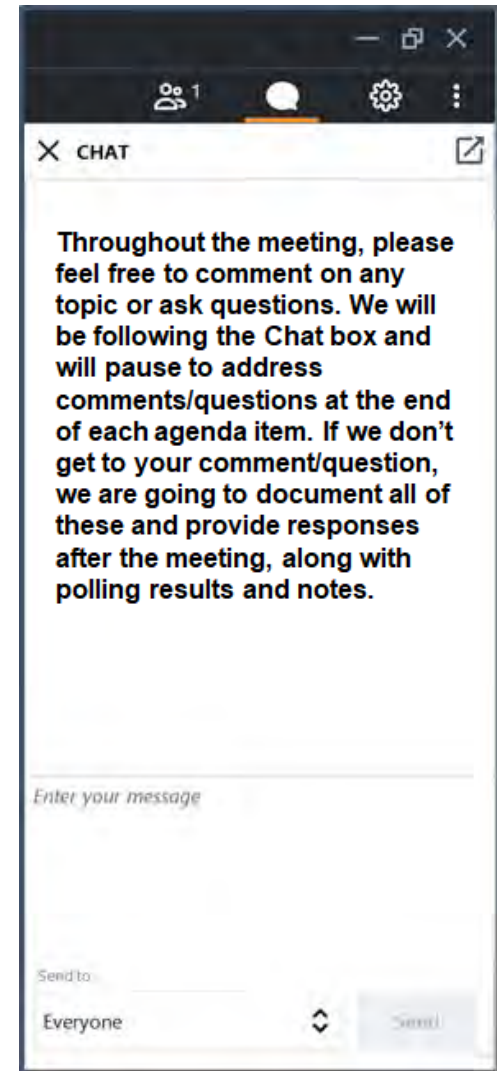 1
CHAT
Throughout the meeting, please
feel free to comment on any
topic or ask questions. We will
be following the Chat box and
will pause to address
comments/questions at the end
of each agenda item. If we don’t
get to your comment/question,
we are going to document all of
these and provide responses
after the meeting, along with
polling results and notes.
Enter your message
Send to
Everyone
Send